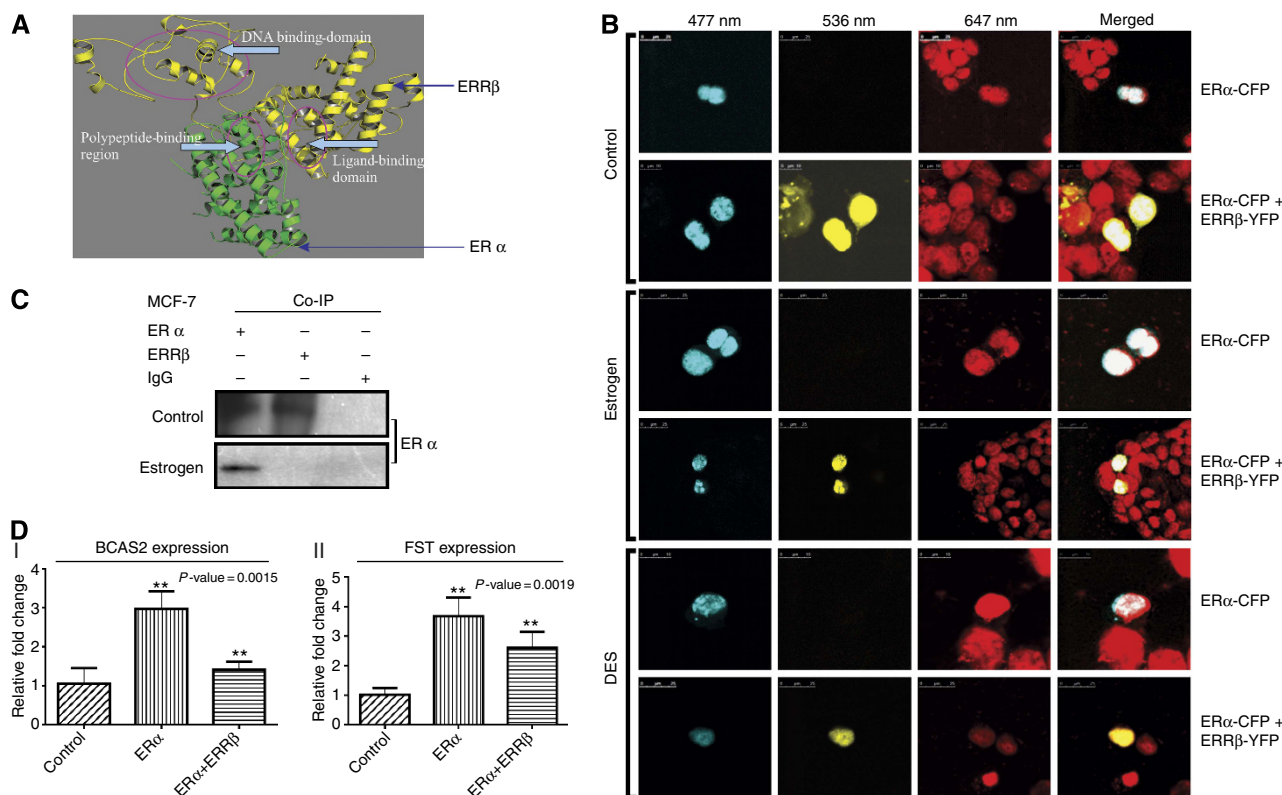 A
DNA binding-domain
ERRβ
Polypeptide-binding
region
Ligand-binding
domain
ER α
B
477 nm 536 nm 647 nm Merged
Control
ERα-CFP
ERα-CFP +
ERRβ-YFP
Estrogen
ERα-CFP
ERα-CFP +
ERRβ-YFP
DES
ERα-CFP
ERα-CFP +
ERRβ-YFP
C
MCF-7 Co-IP
ER α + – –
ERRβ – + –
IgG – – +
Control
ER α
Estrogen
D
I BCAS2 expression
P-value = 0.0015
Relative fold change
4
3
2
1
0
**
**
Control
ERα
ERα+ERRβ
II FST expression
P-value = 0.0019
Relative fold change
5
4
3
2
1
0
**
**
Control
ERα
ERα+ERRβ